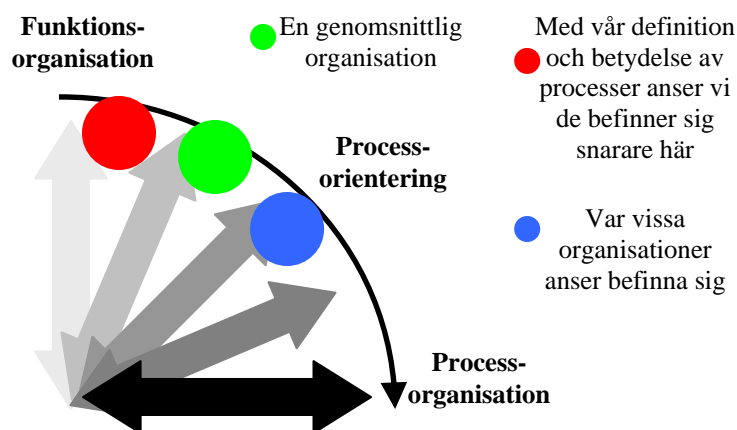 Funktions-
organisation
En genomsnittlig
organisation
Med vår definition
och betydelse av
processer anser vi
de befinner sig
snarare här
Process-
orientering
Var vissa
organisationer
anser befinna sig
Process-
organisation